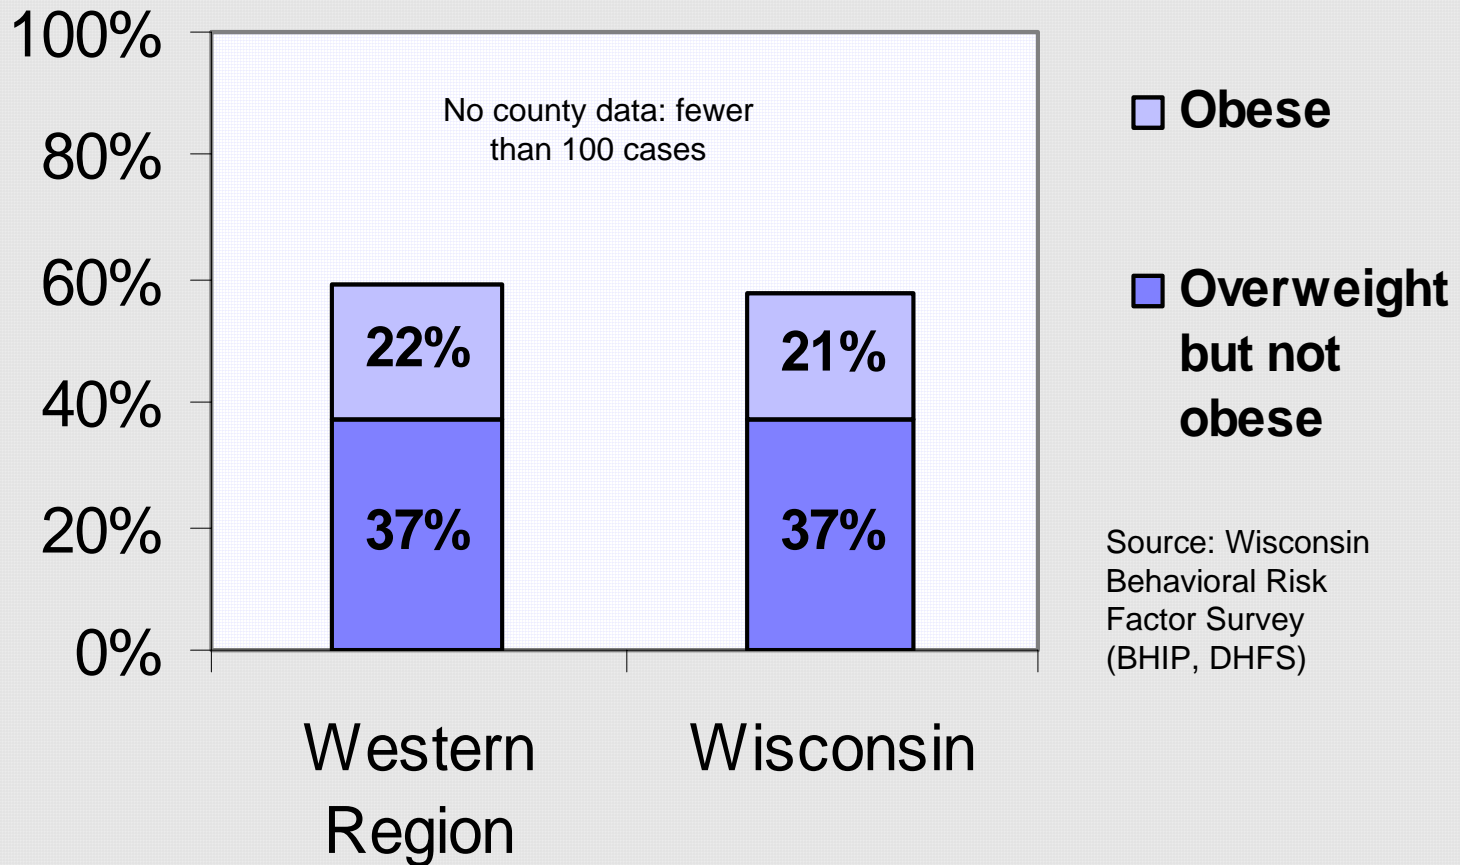 100%
80%
60%
40%
20%
0%
No county data: fewer
than 100 cases
22%
37%
21%
37%
Western
Region
Wisconsin
Obese
Overweight
but not
obese
Source: Wisconsin
Behavioral Risk
Factor Survey
(BHIP, DHFS)